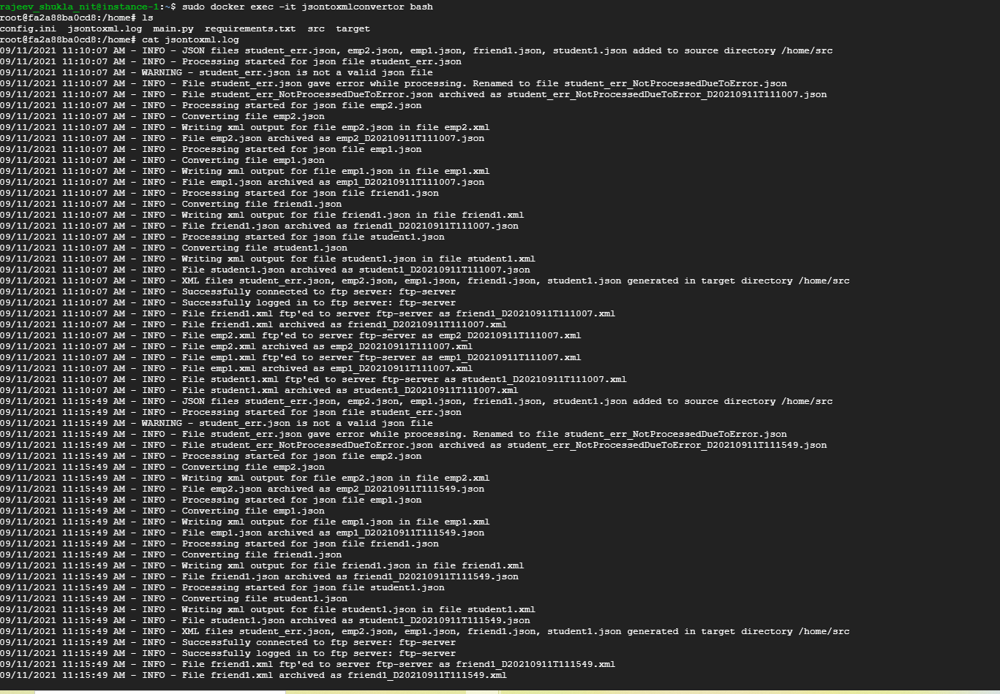 rajeev_shukla_nit@instance-1:~$ sudo docker exec -it jsontoxmlconvertor bash
root@fa2a88ba0cd8:/home# ls
config.ini  jsontoxml.log  main.py  requirements.txt  src  target
root@fa2a88ba0cd8:/home# cat jsontoxml.log
09/11/2021 11:10:07 AM - INFO - JSON files student_err.json, emp2.json, emp1.json, friend1.json, student1.json added to source directory /home/src
09/11/2021 11:10:07 AM - INFO - Processing started for json file student_err.json
09/11/2021 11:10:07 AM - WARNING - student_err.json is not a valid json file
09/11/2021 11:10:07 AM - INFO - File student_err.json gave error while processing. Renamed to file student_err_NotProcessedDueToError.json
09/11/2021 11:10:07 AM - INFO - File student_err_NotProcessedDueToError.json archived as student_err_NotProcessedDueToError_D20210911T111007.json
09/11/2021 11:10:07 AM - INFO - Processing started for json file emp2.json
09/11/2021 11:10:07 AM - INFO - Converting file emp2.json
09/11/2021 11:10:07 AM - INFO - Writing xml output for file emp2.json in file emp2.xml
09/11/2021 11:10:07 AM - INFO - File emp2.json archived as emp2_D20210911T111007.json
09/11/2021 11:10:07 AM - INFO - Processing started for json file emp1.json
09/11/2021 11:10:07 AM - INFO - Converting file emp1.json
09/11/2021 11:10:07 AM - INFO - Writing xml output for file emp1.json in file emp1.xml
09/11/2021 11:10:07 AM - INFO - File emp1.json archived as emp1_D20210911T111007.json
09/11/2021 11:10:07 AM - INFO - Processing started for json file friend1.json
09/11/2021 11:10:07 AM - INFO - Converting file friend1.json
09/11/2021 11:10:07 AM - INFO - Writing xml output for file friend1.json in file friend1.xml
09/11/2021 11:10:07 AM - INFO - File friend1.json archived as friend1_D20210911T111007.json
09/11/2021 11:10:07 AM - INFO - Processing started for json file student1.json
09/11/2021 11:10:07 AM - INFO - Converting file student1.json
09/11/2021 11:10:07 AM - INFO - Writing xml output for file student1.json in file student1.xml
09/11/2021 11:10:07 AM - INFO - File student1.json archived as student1_D20210911T111007.json
09/11/2021 11:10:07 AM - INFO - XML files student_err.json, emp2.json, emp1.json, friend1.json, student1.json generated in target directory /home/src
09/11/2021 11:10:07 AM - INFO - Successfully connected to ftp server: ftp-server
09/11/2021 11:10:07 AM - INFO - Successfully logged in to ftp server: ftp-server
09/11/2021 11:10:07 AM - INFO - File friend1.xml ftp'ed to server ftp-server as friend1_D20210911T111007.xml
09/11/2021 11:10:07 AM - INFO - File friend1.xml archived as friend1_D20210911T111007.xml
09/11/2021 11:10:07 AM - INFO - File emp2.xml ftp'ed to server ftp-server as emp2_D20210911T111007.xml
09/11/2021 11:10:07 AM - INFO - File emp2.xml archived as emp2_D20210911T111007.xml
09/11/2021 11:10:07 AM - INFO - File emp1.xml ftp'ed to server ftp-server as emp1_D20210911T111007.xml
09/11/2021 11:10:07 AM - INFO - File emp1.xml archived as emp1_D20210911T111007.xml
09/11/2021 11:10:07 AM - INFO - File student1.xml ftp'ed to server ftp-server as student1_D20210911T111007.xml
09/11/2021 11:10:07 AM - INFO - File student1.xml archived as student1_D20210911T111007.xml
09/11/2021 11:15:49 AM - INFO - JSON files student_err.json, emp2.json, emp1.json, friend1.json, student1.json added to source directory /home/src
09/11/2021 11:15:49 AM - INFO - Processing started for json file student_err.json
09/11/2021 11:15:49 AM - WARNING - student_err.json is not a valid json file
09/11/2021 11:15:49 AM - INFO - File student_err.json gave error while processing. Renamed to file student_err_NotProcessedDueToError.json
09/11/2021 11:15:49 AM - INFO - File student_err_NotProcessedDueToError.json archived as student_err_NotProcessedDueToError_D20210911T111549.json
09/11/2021 11:15:49 AM - INFO - Processing started for json file emp2.json
09/11/2021 11:15:49 AM - INFO - Converting file emp2.json
09/11/2021 11:15:49 AM - INFO - Writing xml output for file emp2.json in file emp2.xml
09/11/2021 11:15:49 AM - INFO - File emp2.json archived as emp2_D20210911T111549.json
09/11/2021 11:15:49 AM - INFO - Processing started for json file emp1.json
09/11/2021 11:15:49 AM - INFO - Converting file emp1.json
09/11/2021 11:15:49 AM - INFO - Writing xml output for file emp1.json in file emp1.xml
09/11/2021 11:15:49 AM - INFO - File emp1.json archived as emp1_D20210911T111549.json
09/11/2021 11:15:49 AM - INFO - Processing started for json file friend1.json
09/11/2021 11:15:49 AM - INFO - Converting file friend1.json
09/11/2021 11:15:49 AM - INFO - Writing xml output for file friend1.json in file friend1.xml
09/11/2021 11:15:49 AM - INFO - File friend1.json archived as friend1_D20210911T111549.json
09/11/2021 11:15:49 AM - INFO - Processing started for json file student1.json
09/11/2021 11:15:49 AM - INFO - Converting file student1.json
09/11/2021 11:15:49 AM - INFO - Writing xml output for file student1.json in file student1.xml
09/11/2021 11:15:49 AM - INFO - File student1.json archived as student1_D20210911T111549.json
09/11/2021 11:15:49 AM - INFO - XML files student_err.json, emp2.json, emp1.json, friend1.json, student1.json generated in target directory /home/src
09/11/2021 11:15:49 AM - INFO - Successfully connected to ftp server: ftp-server
09/11/2021 11:15:49 AM - INFO - Successfully logged in to ftp server: ftp-server
09/11/2021 11:15:49 AM - INFO - File friend1.xml ftp'ed to server ftp-server as friend1_D20210911T111549.xml
09/11/2021 11:15:49 AM - INFO - File friend1.xml archived as friend1_D20210911T111549.xml